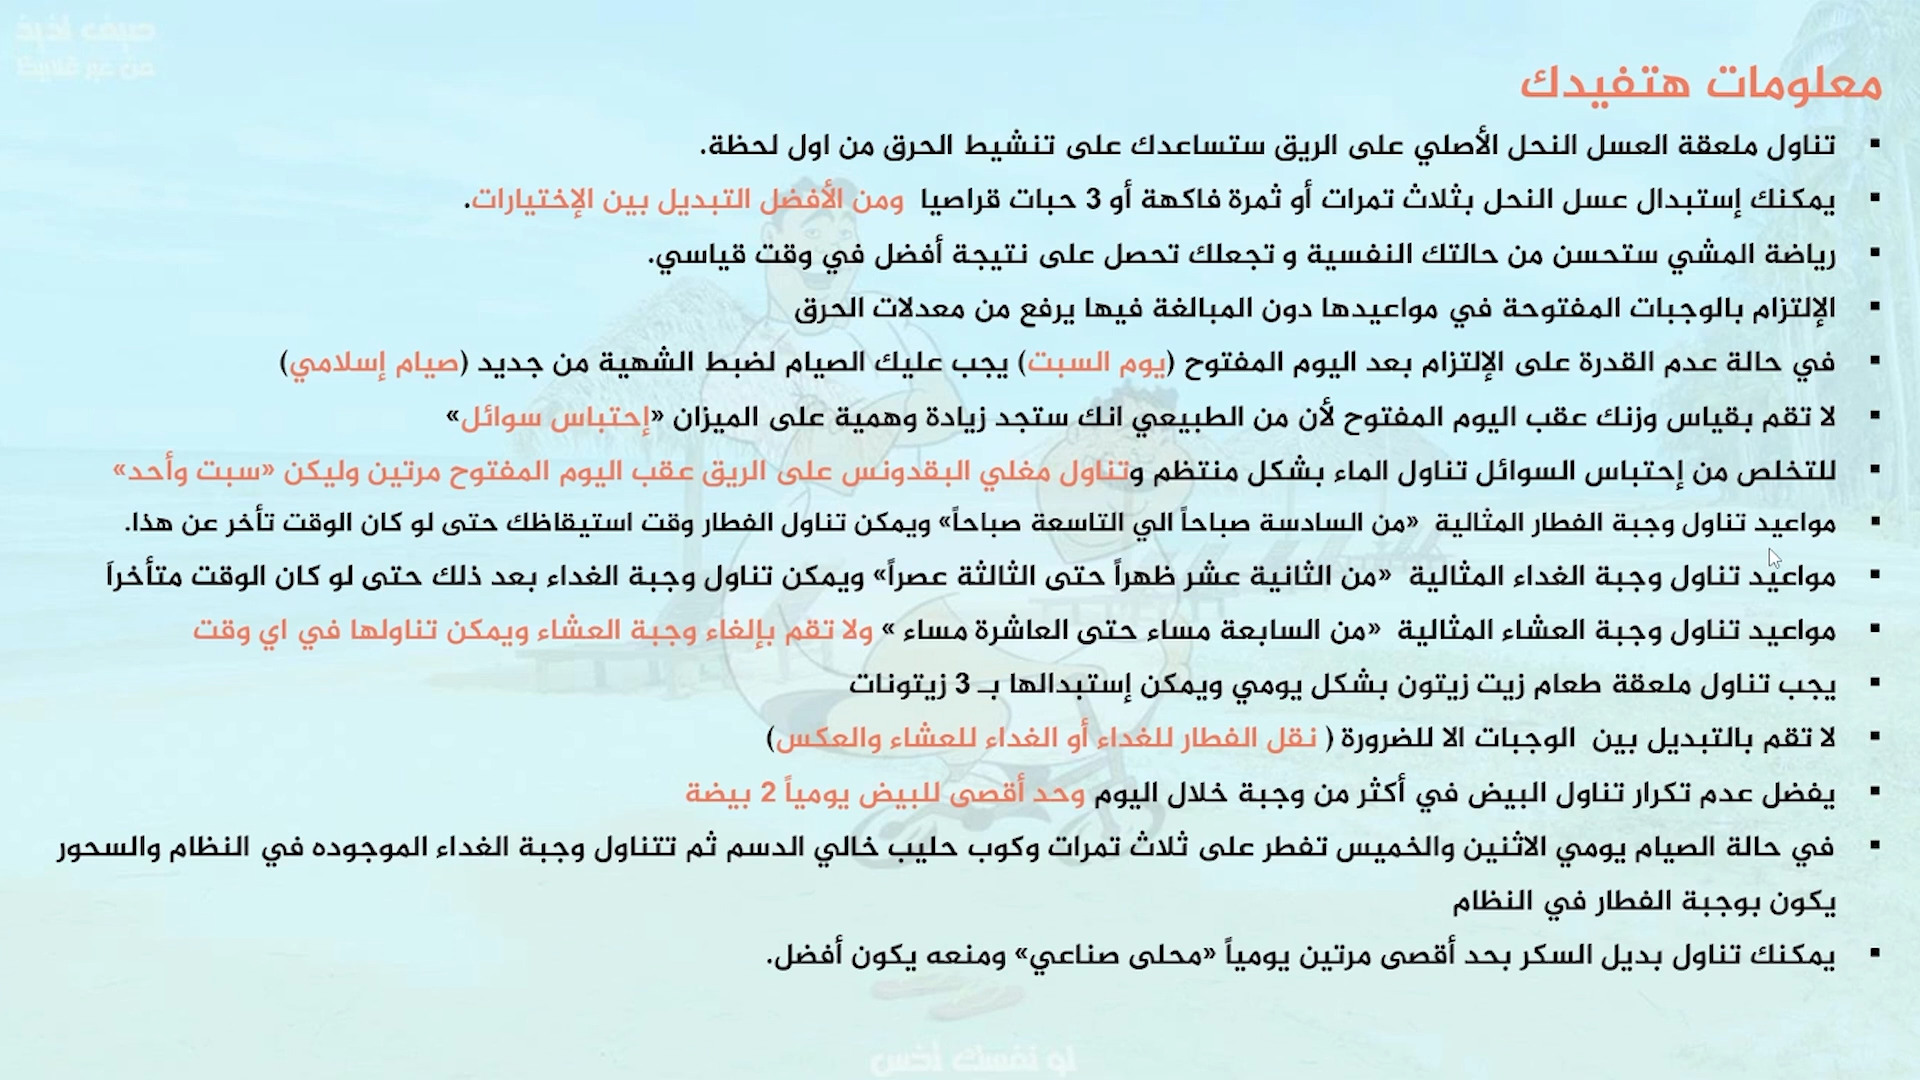 صيف لذيذ
من غير قلابيظ
معلومات هتفيدك
▪ تناول ملعقة العسل النحل الأصلي على الريق ستساعدك على تنشيط الحرق من اول لحظة.
▪ يمكنك إستبدال عسل النحل بثلاث تمرات أو ثمرة فاكهة أو 3 حبات قراصيا ومن الأفضل التبديل بين الإختيارات.
▪ رياضة المشي ستحسن من حالتك النفسية و تجعلك تحصل على نتيجة أفضل في وقت قياسي.
▪ الإلتزام بالوجبات المفتوحة في مواعيدها دون المبالغة فيها يرفع من معدلات الحرق
▪ في حالة عدم القدرة على الإلتزام بعد اليوم المفتوح (يوم السبت) يجب عليك الصيام لضبط الشهية من جديد (صيام إسلامي)
▪ لا تقم بقياس وزنك عقب اليوم المفتوح لأن من الطبيعي انك ستجد زيادة وهمية على الميزان «إحتباس سوائل»
▪ للتخلص من إحتباس السوائل تناول الماء بشكل منتظم وتناول مغلي البقدونس على الريق عقب اليوم المفتوح مرتين وليكن «سبت وأحد»
▪ مواعيد تناول وجبة الفطار المثالية «من السادسة صباحاً الي التاسعة صباحاً» ويمكن تناول الفطار وقت استيقاظك حتى لو كان الوقت تأخر عن هذا.
▪ مواعيد تناول وجبة الغداء المثالية «من الثانية عشر ظهراً حتى الثالثة عصراً» ويمكن تناول وجبة الغداء بعد ذلك حتى لو كان الوقت متأخراَ
▪ مواعيد تناول وجبة العشاء المثالية «من السابعة مساء حتى العاشرة مساء » ولا تقم بإلغاء وجبة العشاء ويمكن تناولها في اي وقت
▪ يجب تناول ملعقة طعام زيت زيتون بشكل يومي ويمكن إستبدالها بـ 3 زيتونات
▪ لا تقم بالتبديل بين الوجبات الا للضرورة ( نقل الفطار للغداء أو الغداء للعشاء والعكس)
▪ يفضل عدم تكرار تناول البيض في أكثر من وجبة خلال اليوم وحد أقصى للبيض يومياً 2 بيضة
▪ في حالة الصيام يومي الاثنين والخميس تفطر على ثلاث تمرات وكوب حليب خالي الدسم ثم تتناول وجبة الغداء الموجوده في النظام والسحور
يكون بوجبة الفطار في النظام
▪ يمكنك تناول بديل السكر بحد أقصى مرتين يومياً «محلى صناعي» ومنعه يكون أفضل.
لو نفسك تخس